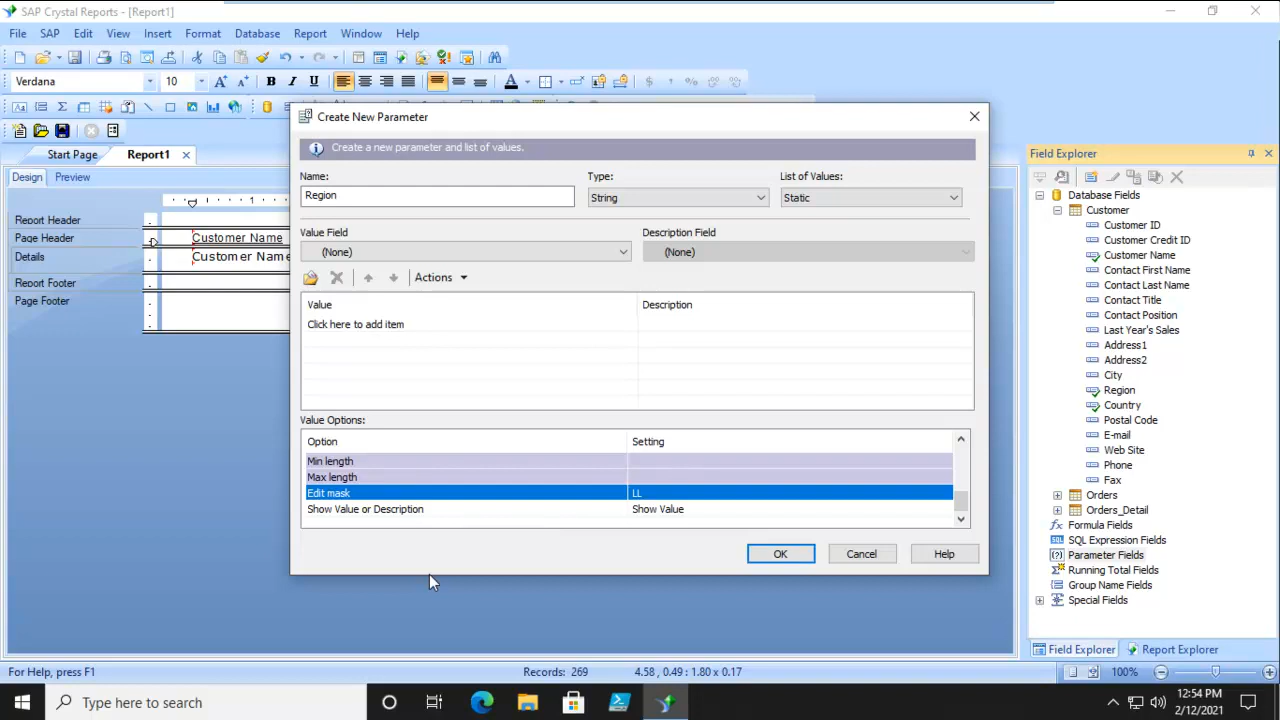 SAP Crystal Reports - [Report1]
File SAP Edit View Insert Format Database Report Window Help
Verdana 10 B I U A $ %
Start Page Report1
Design Preview
1
Report Header
Page Header Customer Name
Details Customer Name
Report Footer
Page Footer
Create New Parameter
Create a new parameter and list of values.
Name: Type: List of Values:
Region String Static
Value Field Description Field
(None) (None)
Actions
Value Description
Click here to add item
Value Options:
Option Setting
Min length
Max length
Edit mask LL
Show Value or Description Show Value
OK Cancel Help
Field Explorer
Database Fields
Customer
Customer ID
Customer Credit ID
Customer Name
Contact First Name
Contact Last Name
Contact Title
Contact Position
Last Year's Sales
Address1
Address2
City
Region
Country
Postal Code
E-mail
Web Site
Phone
Fax
Orders
Orders_Detail
Formula Fields
SQL Expression Fields
Parameter Fields
Running Total Fields
Group Name Fields
Special Fields
Field Explorer Report Explorer
For Help, press F1 Records: 269 4.58 , 0.49 : 1.80 x 0.17 100%
Type here to search
12:54 PM
2/12/2021